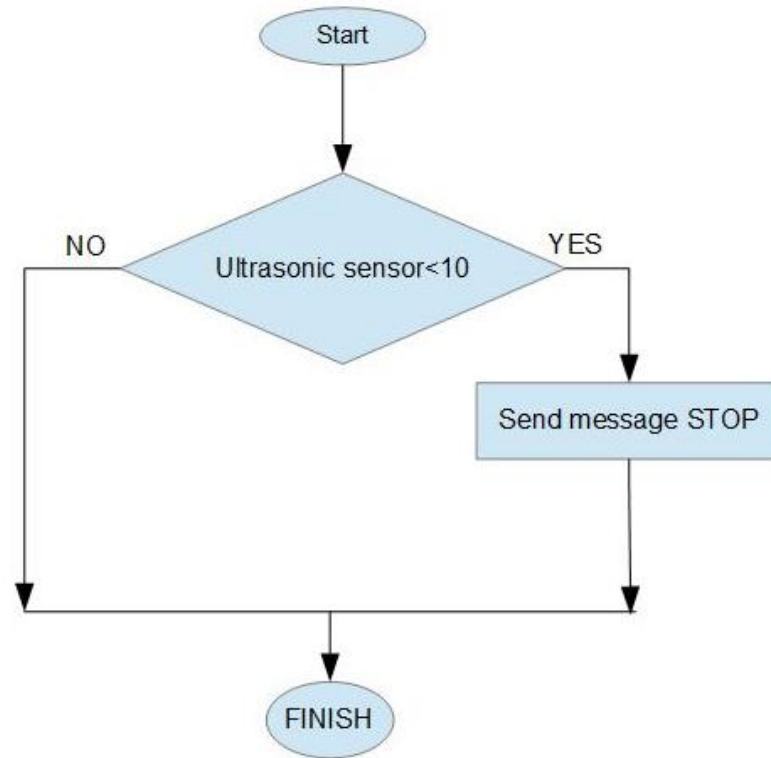 Start
NO
YES
Ultrasonic sensor<10
Send message STOP
FINISH